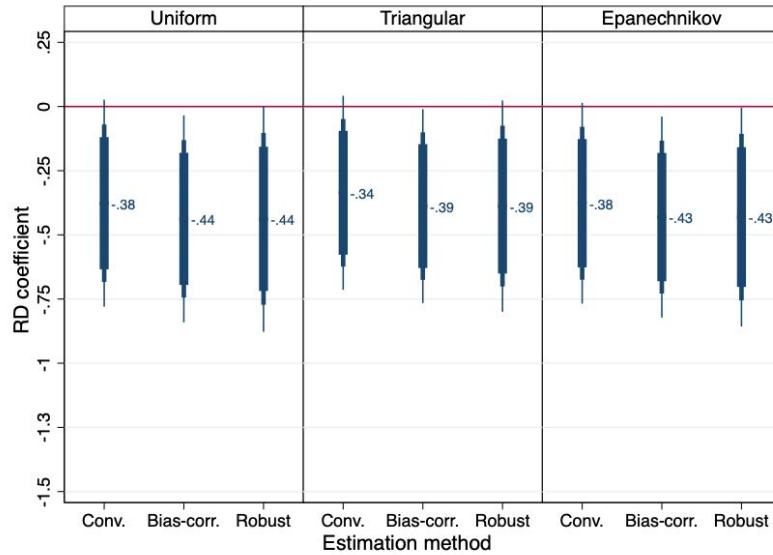 Uniform Triangular Epanechnikov
.25
0
-.25
-.5
-.75
-1
-1.3
-1.5
RD coefficient
-.38 -.44 -.44 -.34 -.39 -.39 -.38 -.43 -.43
Conv. Bias-corr. Robust Conv. Bias-corr. Robust Conv. Bias-corr. Robust
Estimation method